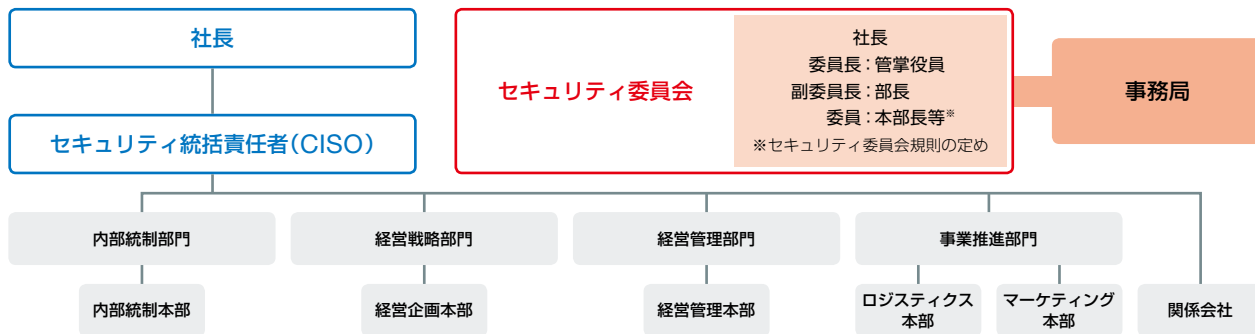 社長
セキュリティ統括責任者(CISO)
セキュリティ委員会
社長
委員長：管掌役員
副委員長：部長
委員：本部長等※
※セキュリティ委員会規則の定め
事務局
内部統制部門
経営戦略部門
経営管理部門
事業推進部門
内部統制本部
経営企画本部
経営管理本部
ロジスティクス
本部
マーケティング
本部
関係会社